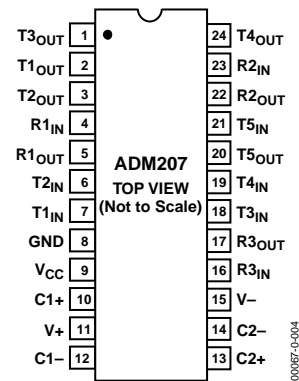 T3OUT 1
T1OUT 2
T2OUT 3
R1IN 4
R1OUT 5
T2IN 6
T1IN 7
GND 8
VCC 9
C1+ 10
V+ 11
C1– 12
ADM207
TOP VIEW
(Not to Scale)
24 T4OUT
23 R2IN
22 R2OUT
21 T5IN
20 T5OUT
19 T4IN
18 T3IN
17 R3OUT
16 R3IN
15 V–
14 C2–
13 C2+
00067-0-004